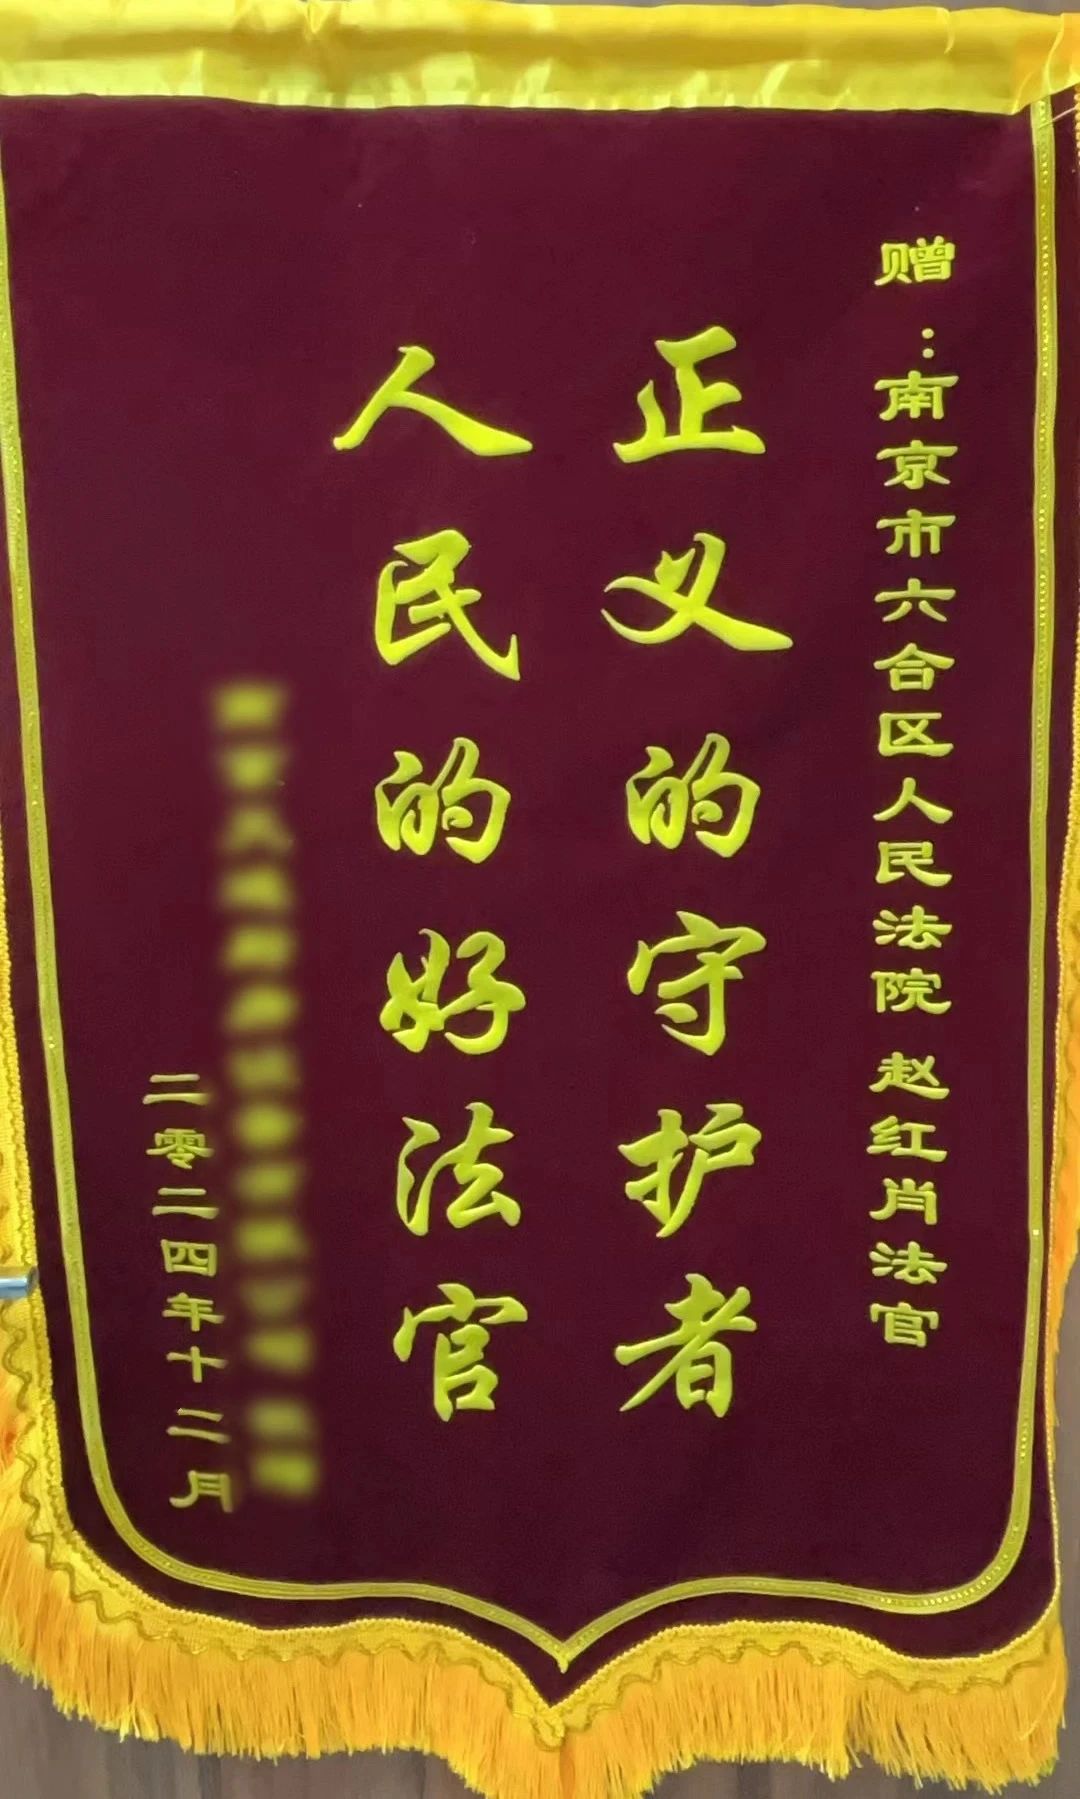 赠：南京市六合区人民法院 赵红肖法官
正义的守护者
人民的好法官
二零二四年十二月